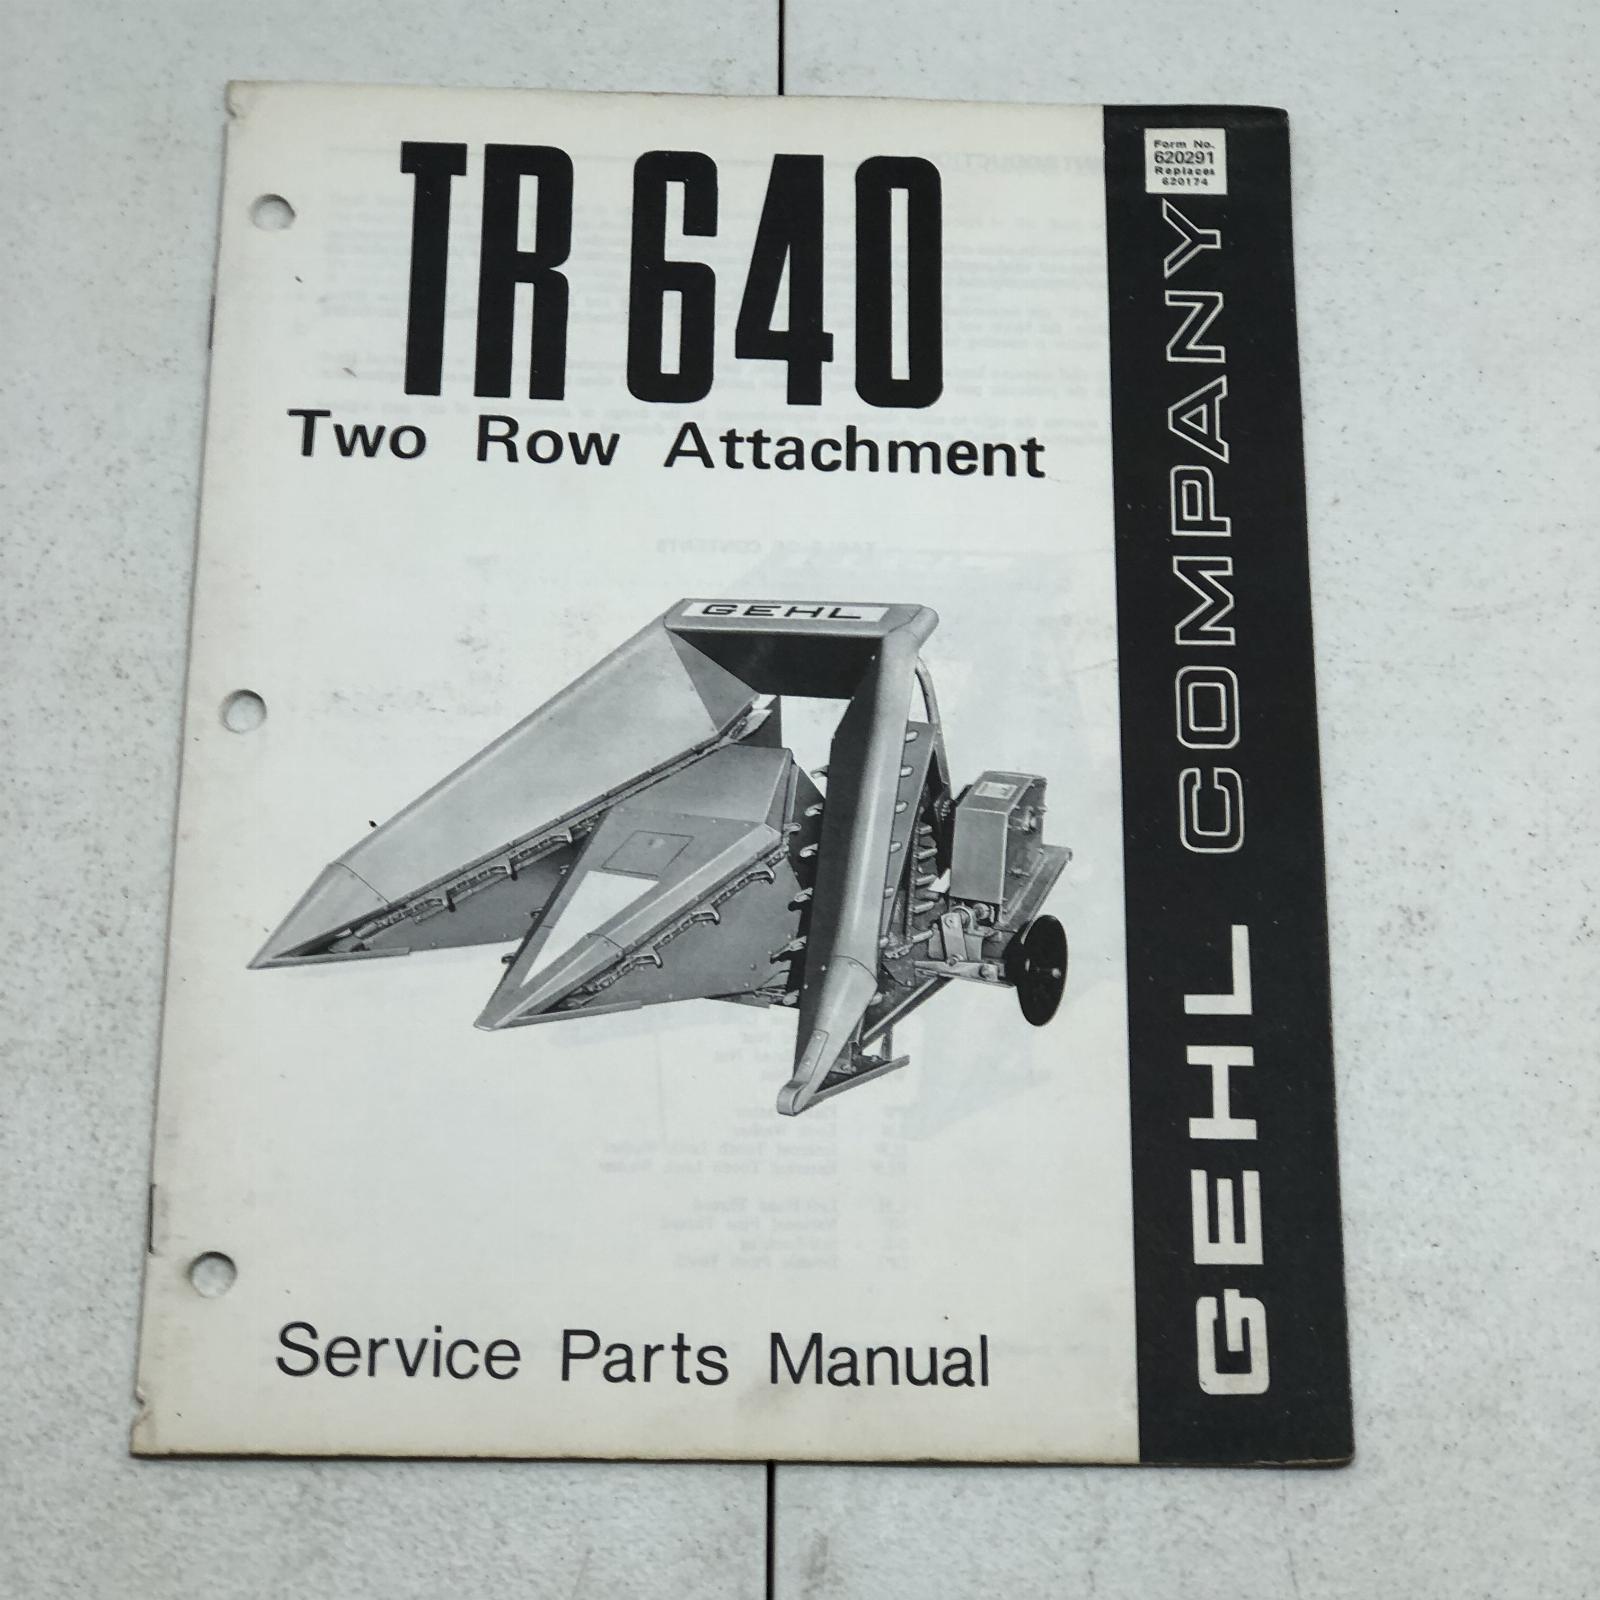 TR 640
Two Row Attachment
Form No.
620291
Replaces
620174
GEHL COMPANY
GEHL
Service Parts Manual